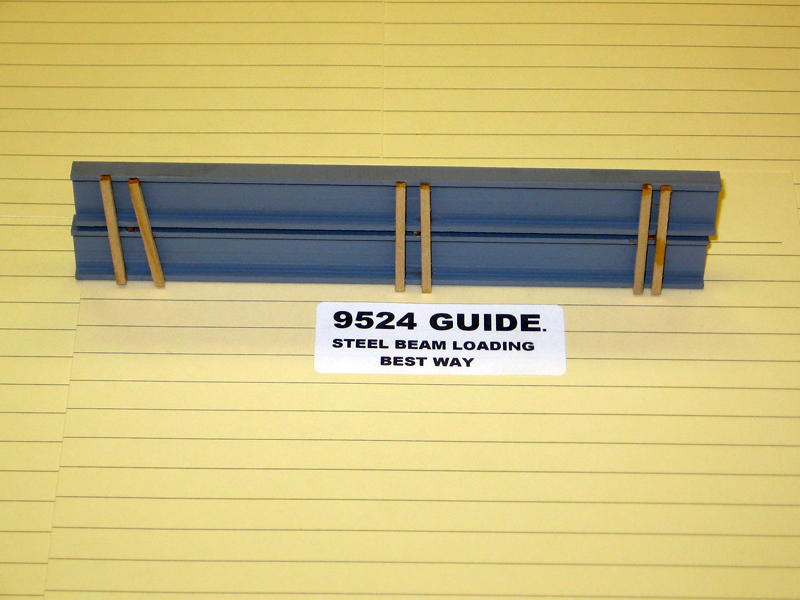 9524 GUIDE.
STEEL BEAM LOADING
BEST WAY